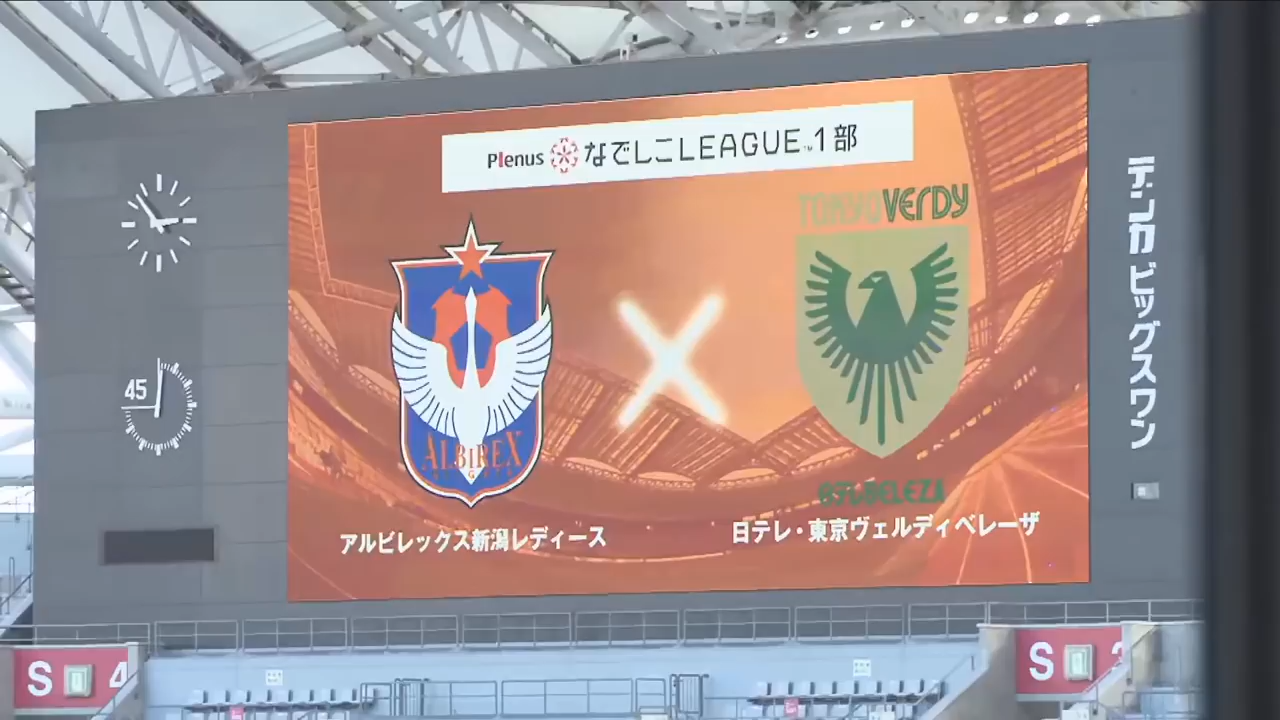 Plenus なでしこLEAGUE™ 1部
TOKYO VERDY
ALBIREX
BELEZA
アルビレックス新潟レディース
日テレ・東京ヴェルディベレーザ
デンカビッグスワン
45
S 4
S